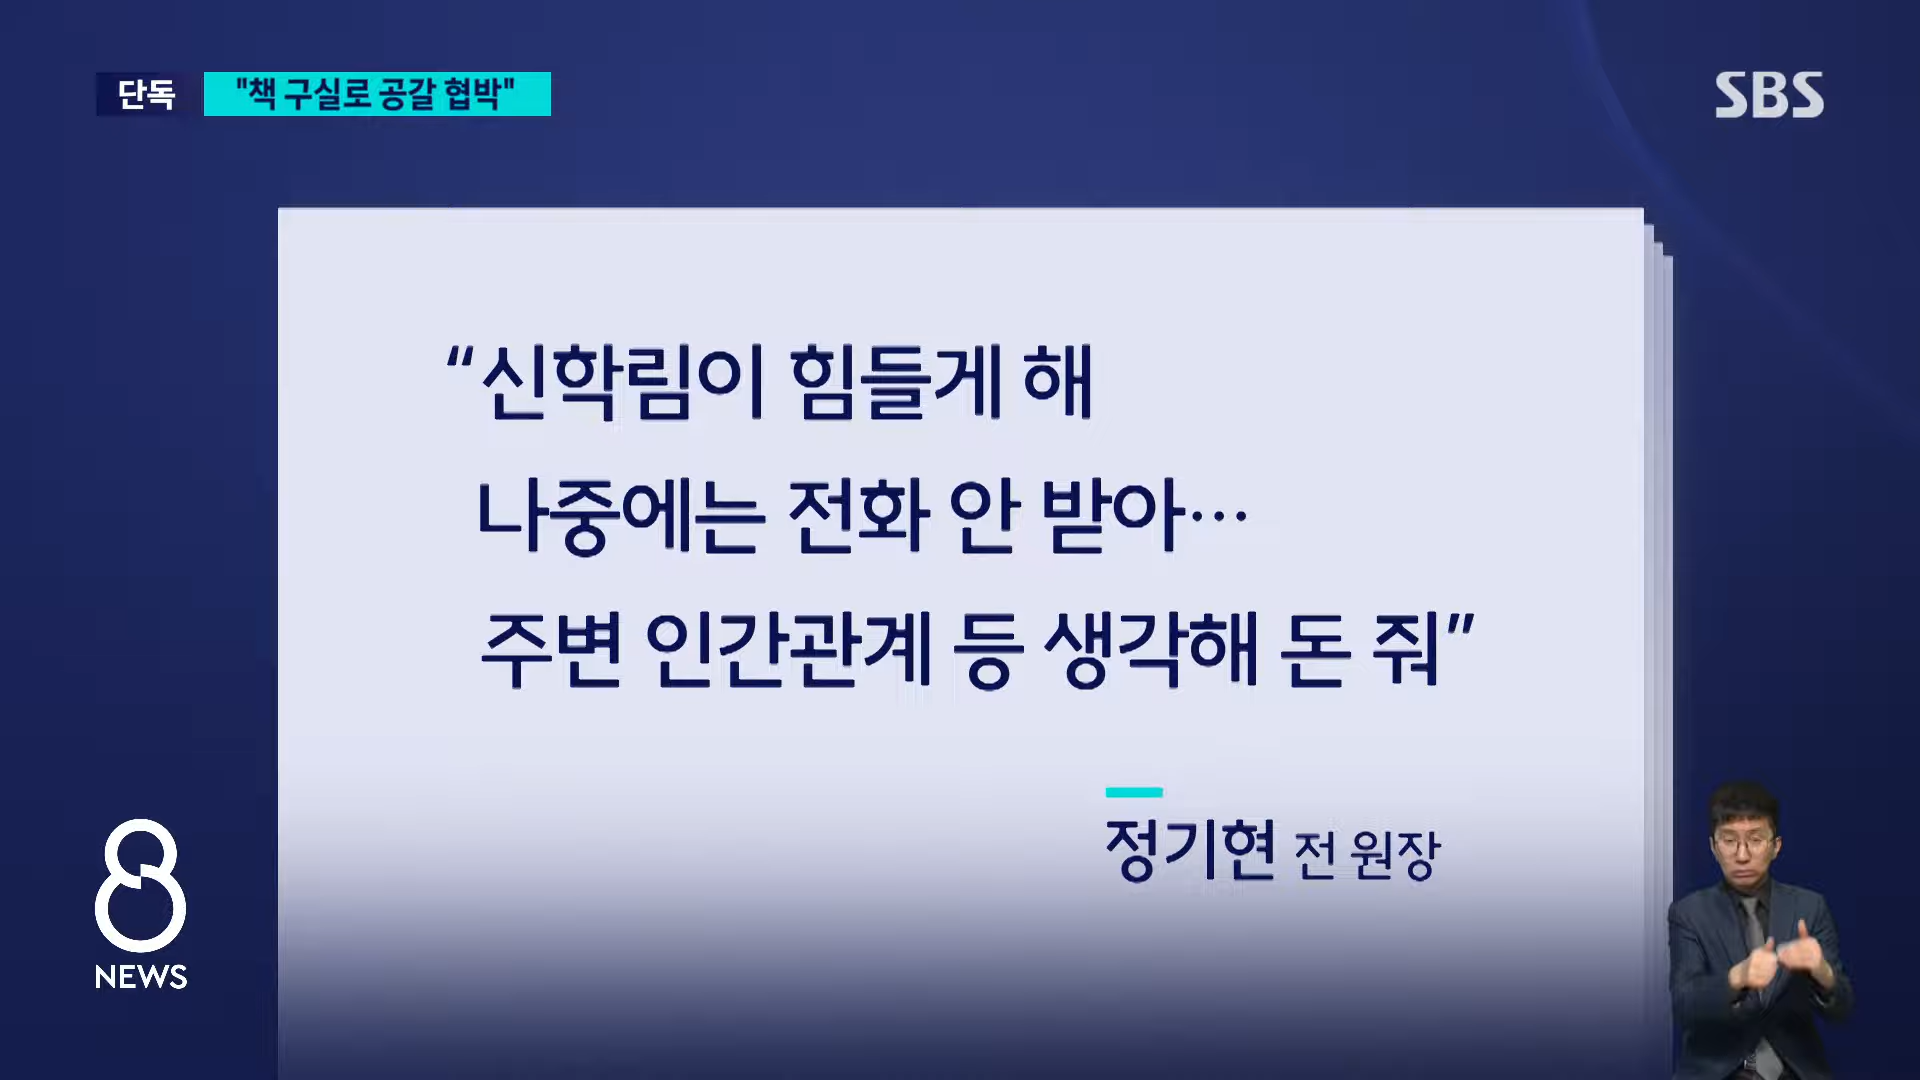 단독
"책 구실로 공갈 협박"
SBS
“신학림이 힘들게 해
나중에는 전화 안 받아…
주변 인간관계 등 생각해 돈 줘”
정기현 전 원장
8
NEWS